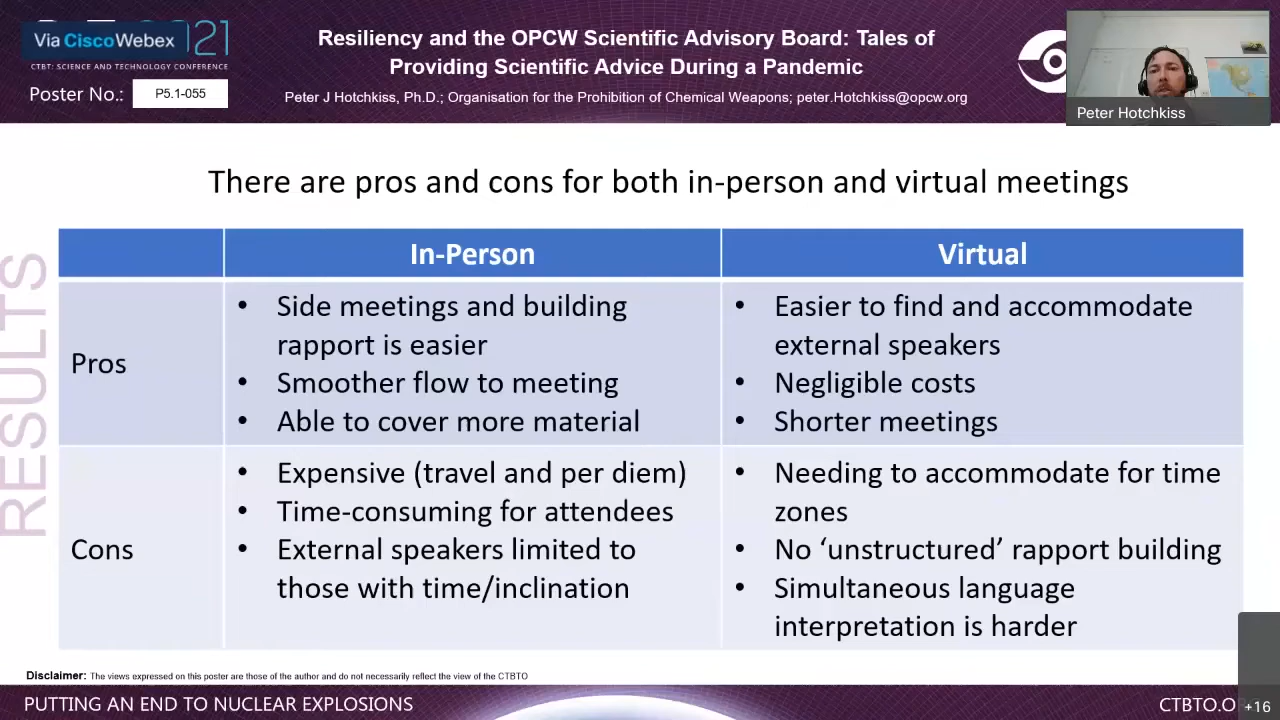 Via CiscoWebex 21
CTBT: SCIENCE AND TECHNOLOGY CONFERENCE
Poster No.: P5.1-055
Resiliency and the OPCW Scientific Advisory Board: Tales of
Providing Scientific Advice During a Pandemic
Peter J Hotchkiss, Ph.D.; Organisation for the Prohibition of Chemical Weapons; peter.Hotchkiss@opcw.org
Peter Hotchkiss
There are pros and cons for both in-person and virtual meetings
RESULTS
In-Person
Virtual
Pros
• Side meetings and building
rapport is easier
• Smoother flow to meeting
• Able to cover more material
• Easier to find and accommodate
external speakers
• Negligible costs
• Shorter meetings
Cons
• Expensive (travel and per diem)
• Time-consuming for attendees
• External speakers limited to
those with time/inclination
• Needing to accommodate for time
zones
• No ‘unstructured’ rapport building
• Simultaneous language
interpretation is harder
Disclaimer: The views expressed on this poster are those of the author and do not necessarily reflect the view of the CTBTO
PUTTING AN END TO NUCLEAR EXPLOSIONS
CTBTO.O
+16